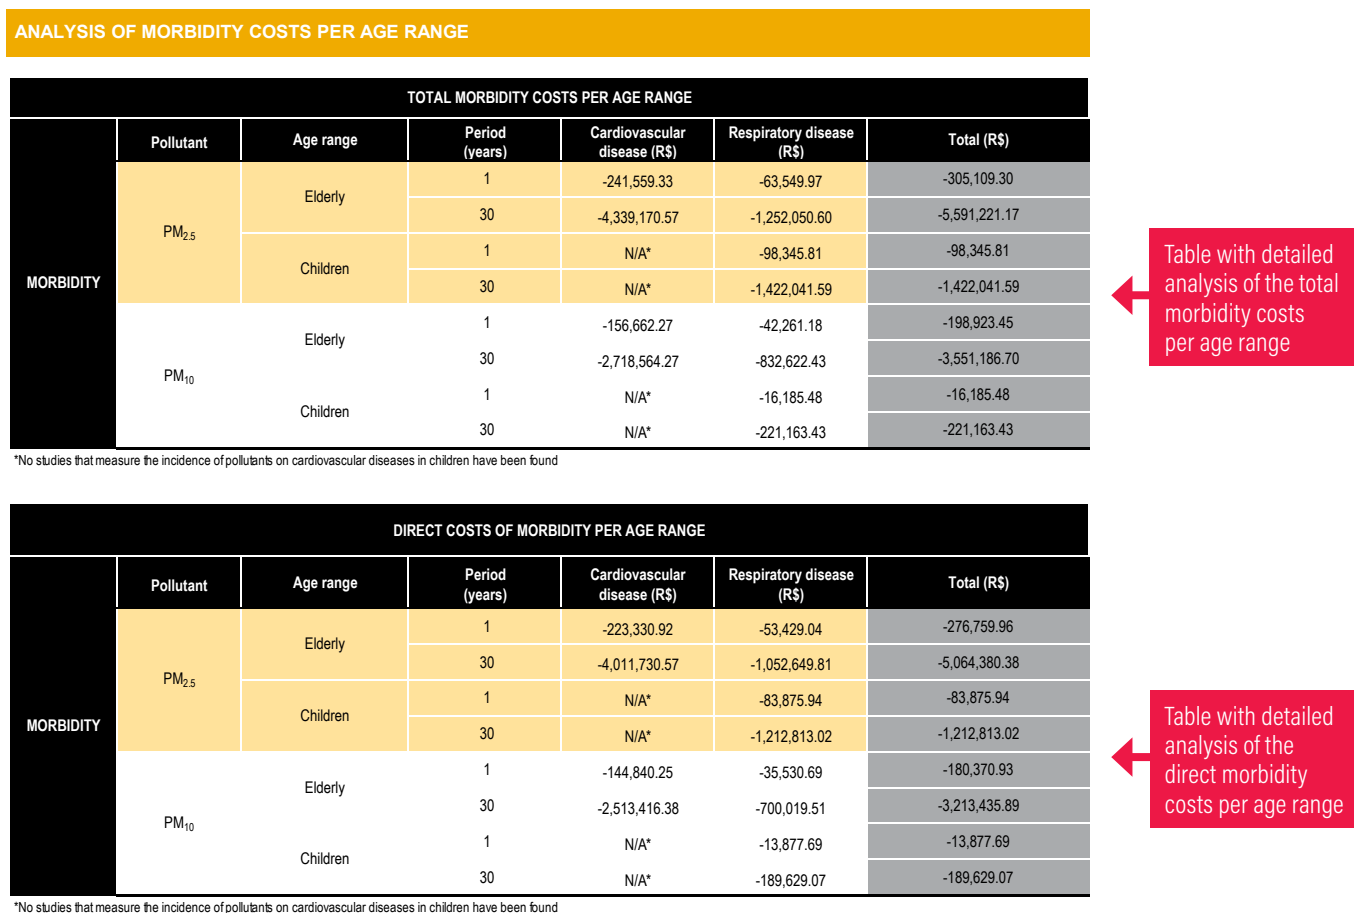 ANALYSIS OF MORBIDITY COSTS PER AGE RANGE
TOTAL MORBIDITY COSTS PER AGE RANGE
MORBIDITY
Pollutant Age range Period (years) Cardiovascular disease (R$) Respiratory disease (R$) Total (R$)
PM2.5 Elderly 1 -241,559.33 -63,549.97 -305,109.30
30 -4,339,170.57 -1,252,050.60 -5,591,221.17
Children 1 N/A* -98,345.81 -98,345.81
30 N/A* -1,422,041.59 -1,422,041.59
PM10 Elderly 1 -156,662.27 -42,261.18 -198,923.45
30 -2,718,564.27 -832,622.43 -3,551,186.70
Children 1 N/A* -16,185.48 -16,185.48
30 N/A* -221,163.43 -221,163.43
*No studies that measure the incidence of pollutants on cardiovascular diseases in children have been found
Table with detailed
analysis of the total
morbidity costs
per age range
DIRECT COSTS OF MORBIDITY PER AGE RANGE
MORBIDITY
Pollutant Age range Period (years) Cardiovascular disease (R$) Respiratory disease (R$) Total (R$)
PM2.5 Elderly 1 -223,330.92 -53,429.04 -276,759.96
30 -4,011,730.57 -1,052,649.81 -5,064,380.38
Children 1 N/A* -83,875.94 -83,875.94
30 N/A* -1,212,813.02 -1,212,813.02
PM10 Elderly 1 -144,840.25 -35,530.69 -180,370.93
30 -2,513,416.38 -700,019.51 -3,213,435.89
Children 1 N/A* -13,877.69 -13,877.69
30 N/A* -189,629.07 -189,629.07
*No studies that measure the incidence of pollutants on cardiovascular diseases in children have been found
Table with detailed
analysis of the
direct morbidity
costs per age range